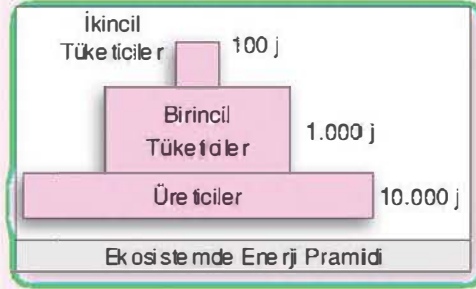 İkincil
Tüketiciler
100 j
Birincil
Tüketiciler
1.000 j
Üreticiler
10.000 j
Ekosistemde Enerji Pramidi